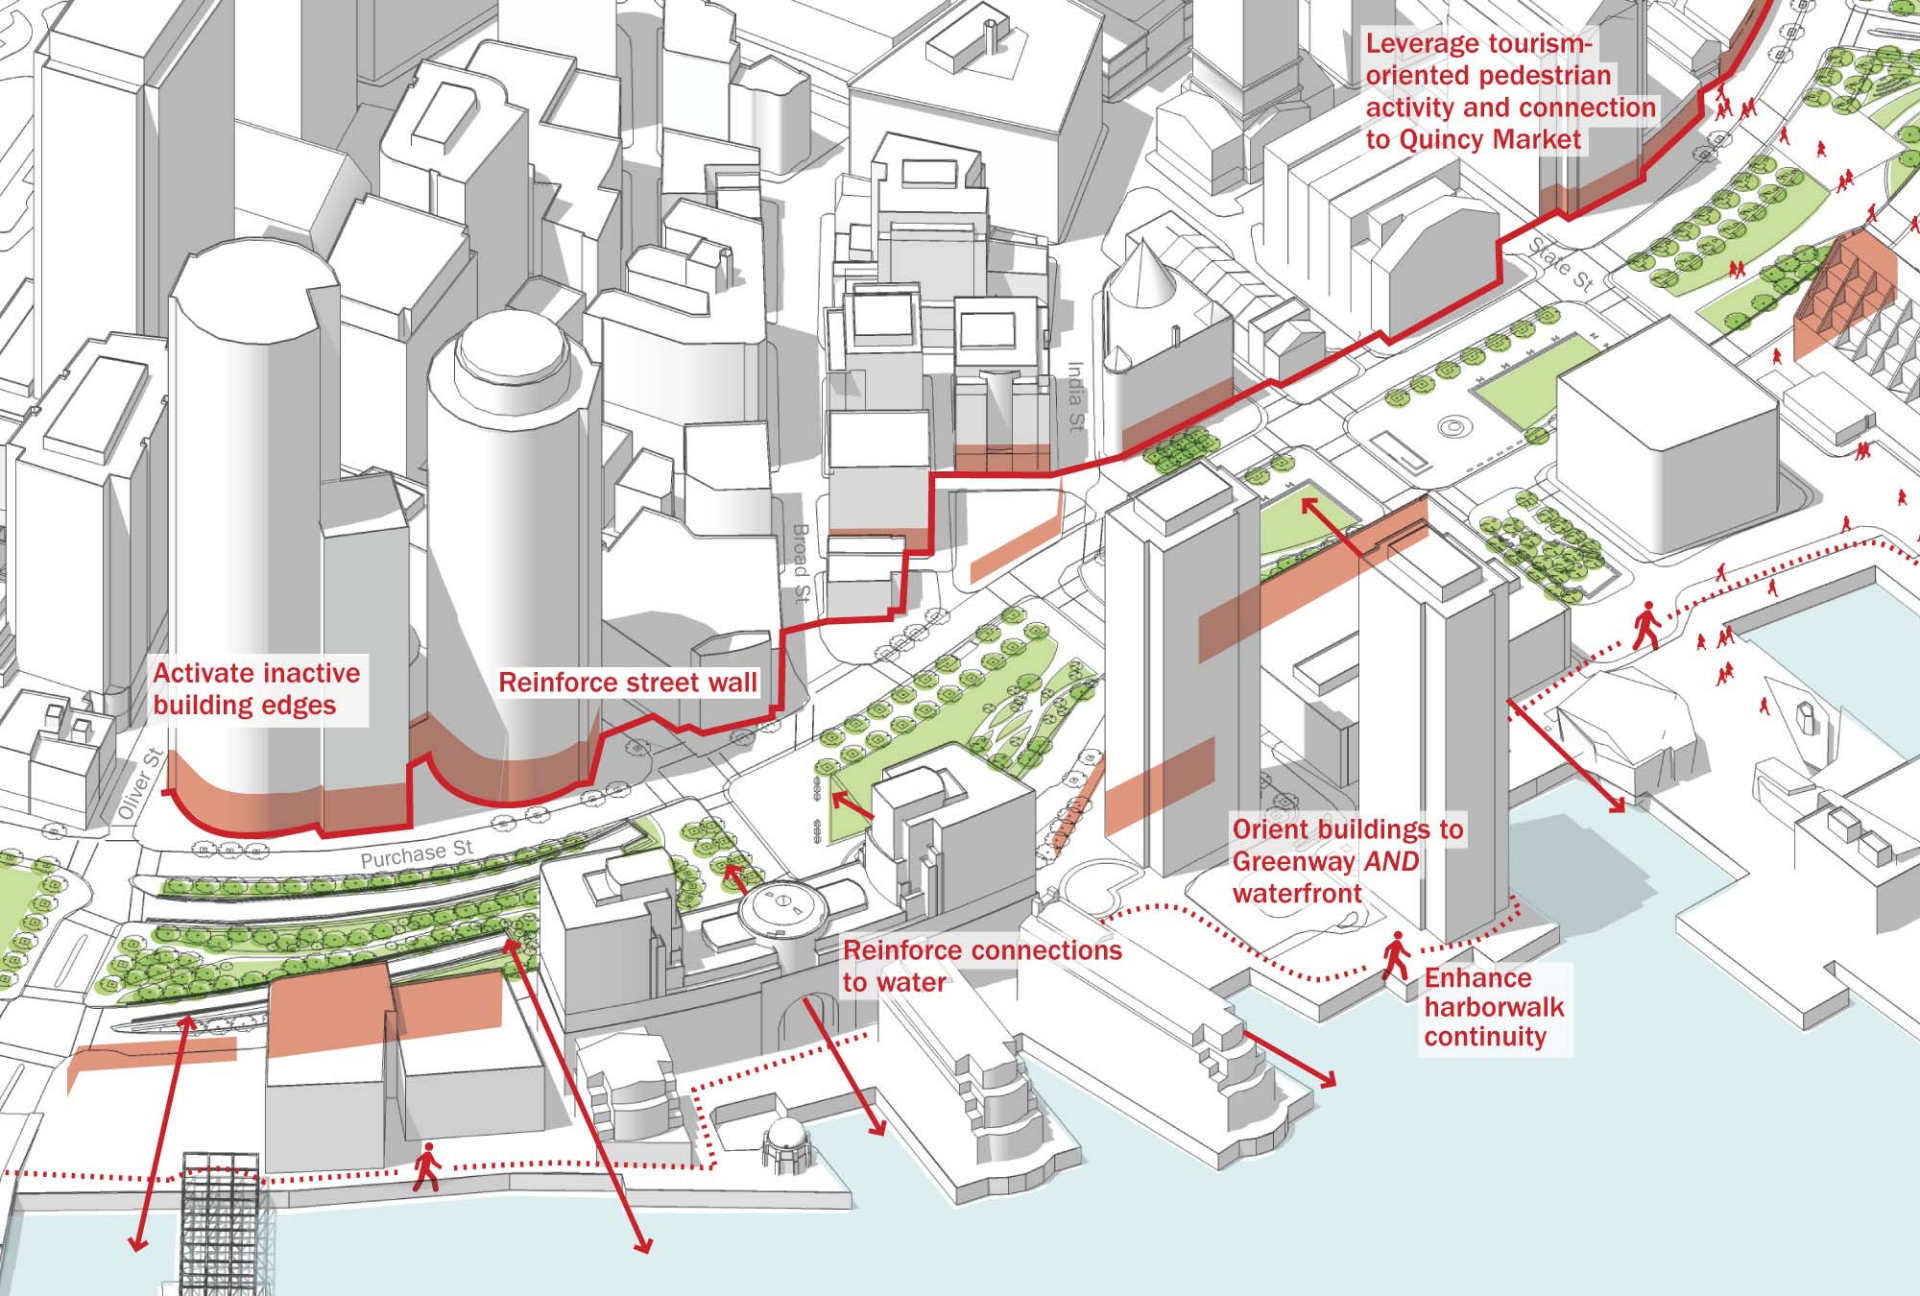 Leverage tourism-
oriented pedestrian
activity and connection
to Quincy Market
State St
India St
Broad St
Activate inactive
building edges
Reinforce street wall
Oliver St
Purchase St
Orient buildings to
Greenway AND
waterfront
Reinforce connections
to water
Enhance
harborwalk
continuity